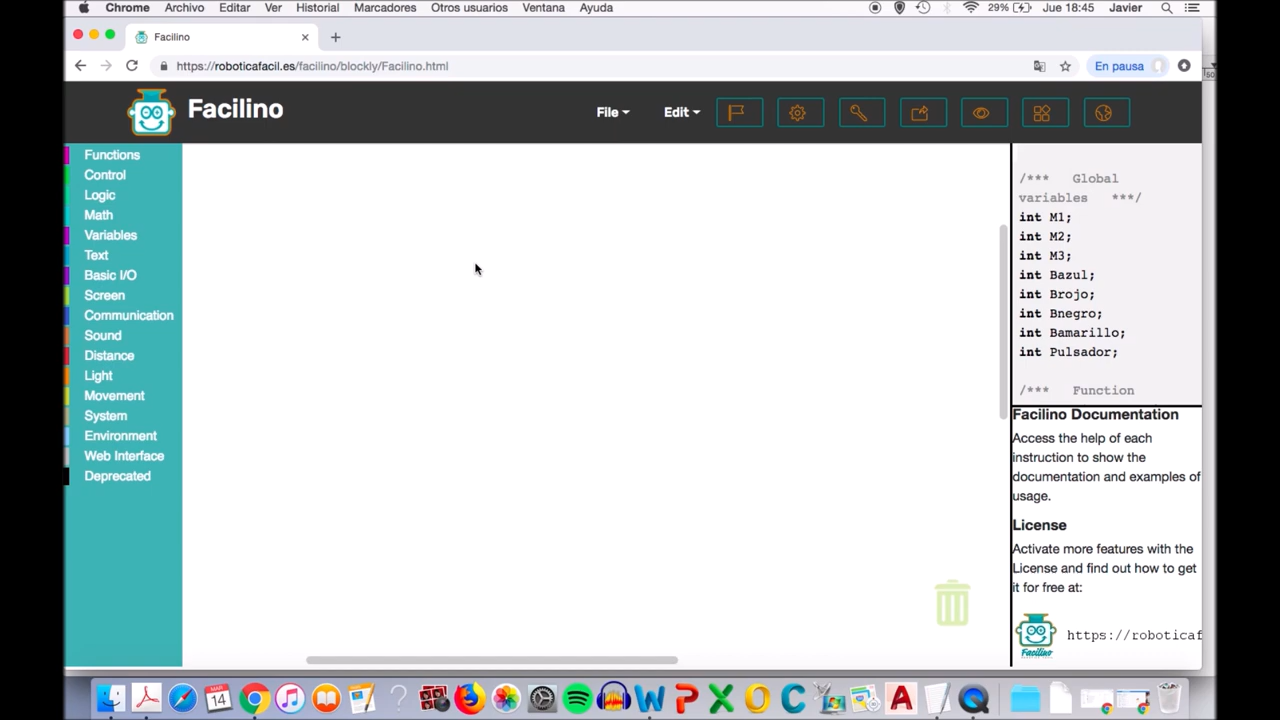 Chrome Archivo Editar Ver Historial Marcadores Otros usuarios Ventana Ayuda 29% Jue 18:45 Javier
Facilino
https://roboticafacil.es/facilino/blockly/Facilino.html En pausa
Facilino File Edit
Functions
Control
Logic
Math
Variables
Text
Basic I/O
Screen
Communication
Sound
Distance
Light
Movement
System
Environment
Web Interface
Deprecated
/*** Global
variables ***/
int M1;
int M2;
int M3;
int Bazul;
int Brojo;
int Bnegro;
int Bamarillo;
int Pulsador;
/*** Function
Facilino Documentation
Access the help of each
instruction to show the
documentation and examples of
usage.
License
Activate more features with the
License and find out how to get
it for free at:
Facilino
https://roboticaf
MAR
14